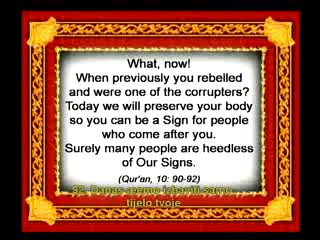 What, now!
When previously you rebelled
and were one of the corrupters?
Today we will preserve your body
so you can be a Sign for people
who come after you.
Surely many people are heedless
of Our Signs.
(Qur'an, 10: 90-92)
92. Danas æemo izbaviti samo
tijelo tvoje